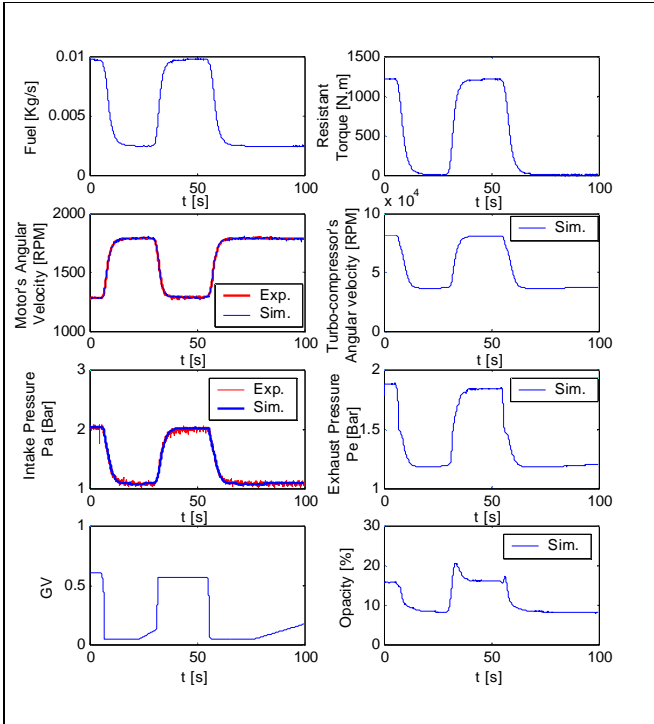 Fuel [Kg/s]
0.01
0.005
0
0
50
100
t [s]
Resistant
Torque [N.m]
1500
1000
500
0
0
50
100
t [s]
Motor's Angular
Velocity [RPM]
2000
1500
1000
Exp.
Sim.
0
50
100
t [s]
Turbo-compressor's
Angular velocity [RPM]
x 10^4
10
5
0
Sim.
0
50
100
t [s]
Intake Pressure
Pa [Bar]
3
2
1
Exp.
Sim.
0
50
100
t [s]
Exhaust Pressure
Pe [Bar]
2
1.5
1
Sim.
0
50
100
t [s]
GV
1
0.5
0
0
50
100
t [s]
Opacity [%]
30
20
10
0
Sim.
0
50
100
t [s]